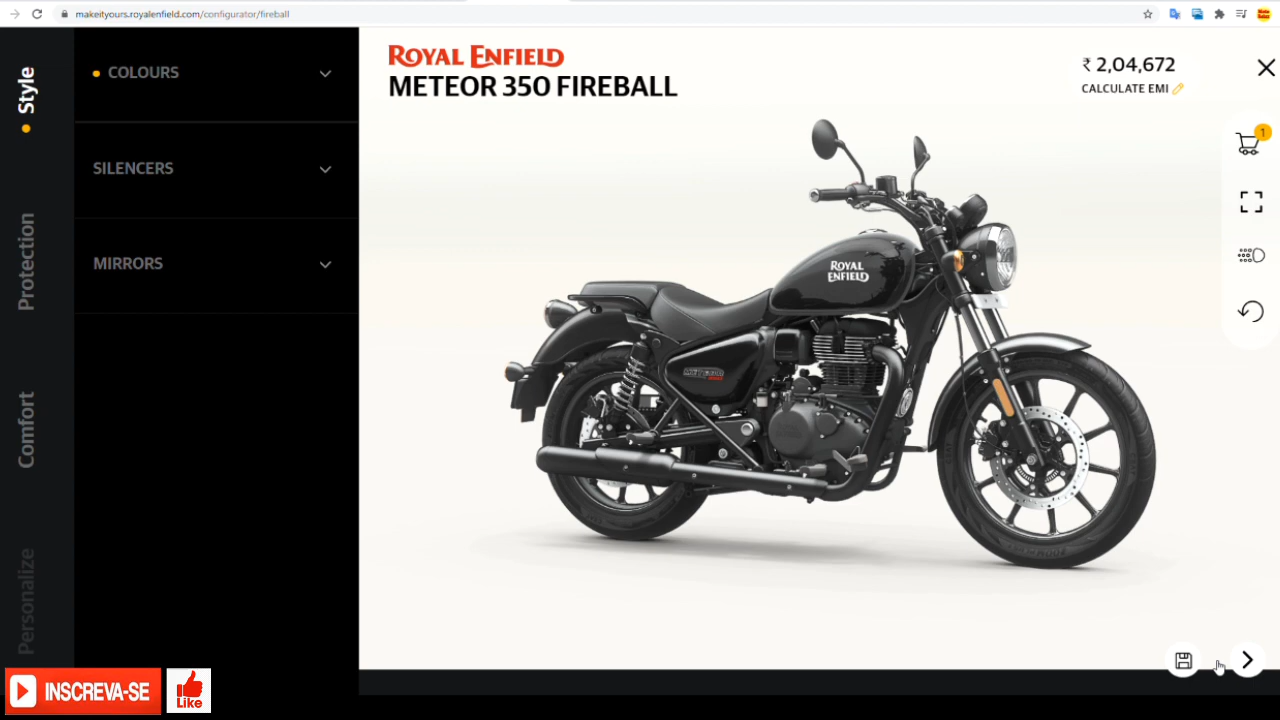 makeityours.royalenfield.com/configurator/fireball
Style
Protection
Comfort
Personalize
COLOURS
SILENCERS
MIRRORS
ROYAL ENFIELD
METEOR 350 FIREBALL
₹ 2,04,672
CALCULATE EMI
1
ROYAL
ENFIELD
METEOR
INSCREVA-SE
Like